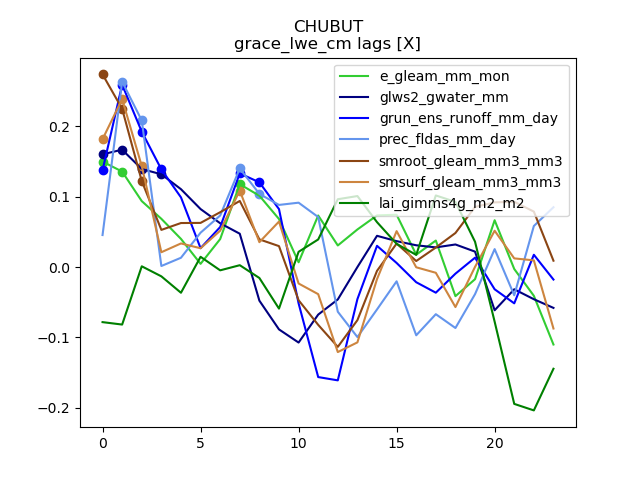 CHUBUT
grace_lwe_cm lags [X]
e_gleam_mm_mon
glws2_gwater_mm
grun_ens_runoff_mm_day
prec_fldas_mm_day
smroot_gleam_mm3_mm3
smsurf_gleam_mm3_mm3
lai_gimms4g_m2_m2
0.2
0.1
0.0
−0.1
−0.2
0 5 10 15 20